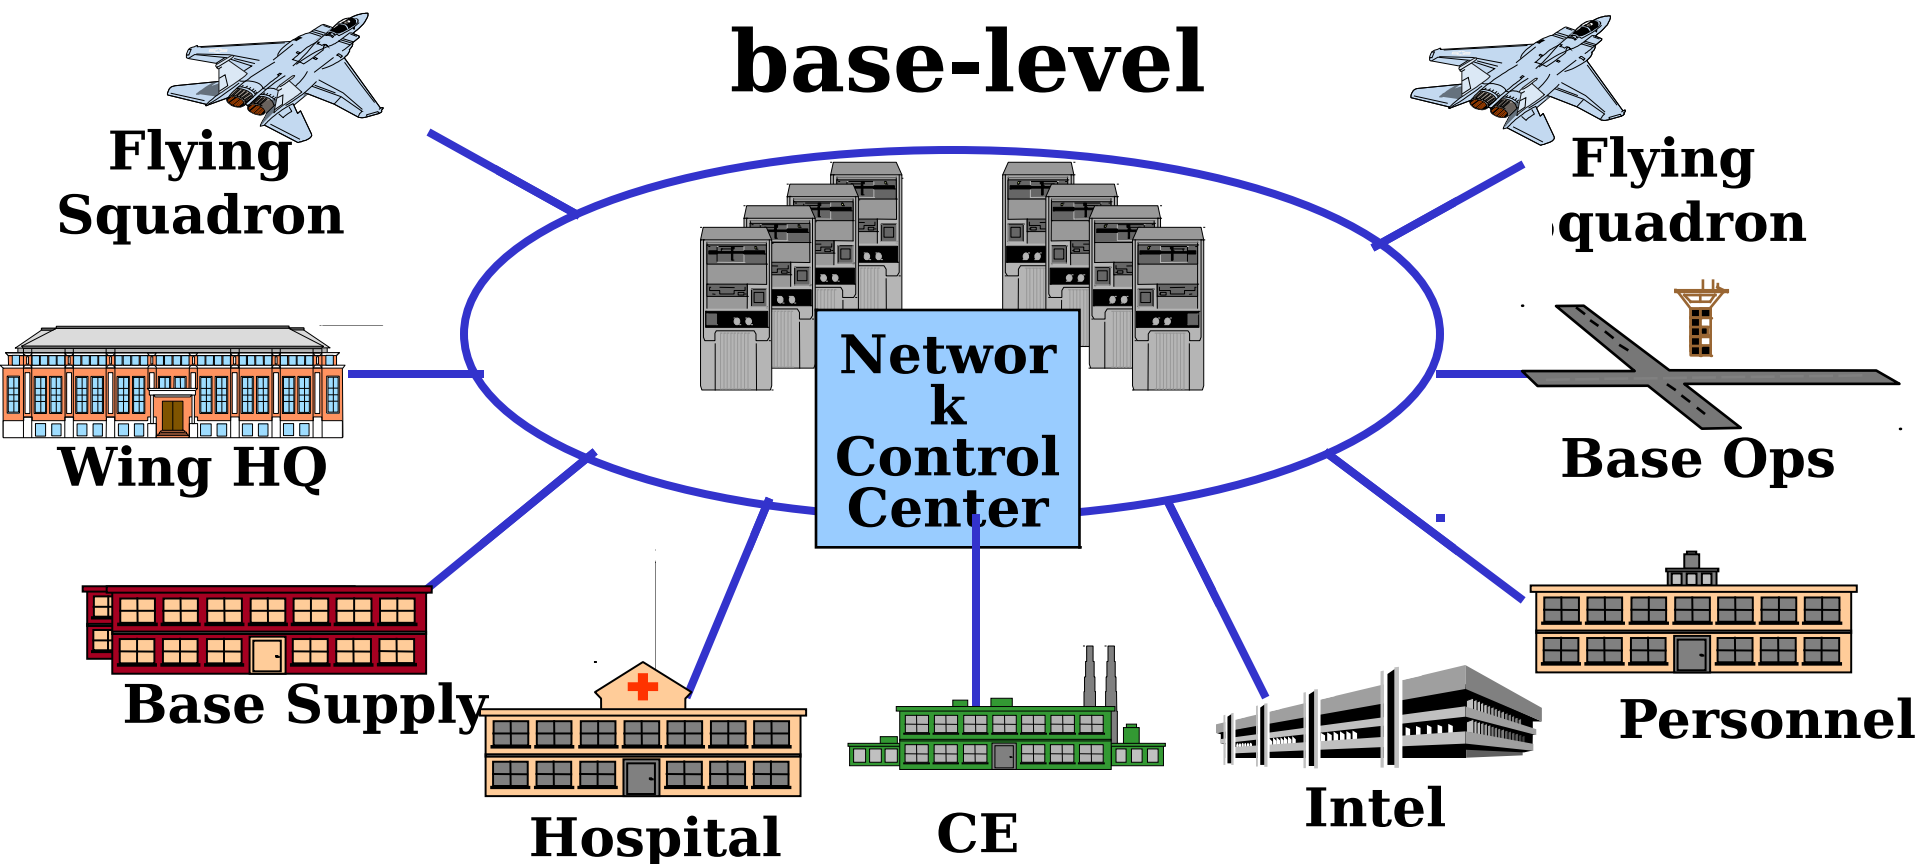 base-level
Flying
Squadron
Flying
quadron
Networ
k
Control
Center
Wing HQ
Base Ops
Base Supply
Personnel
Hospital
CE
Intel